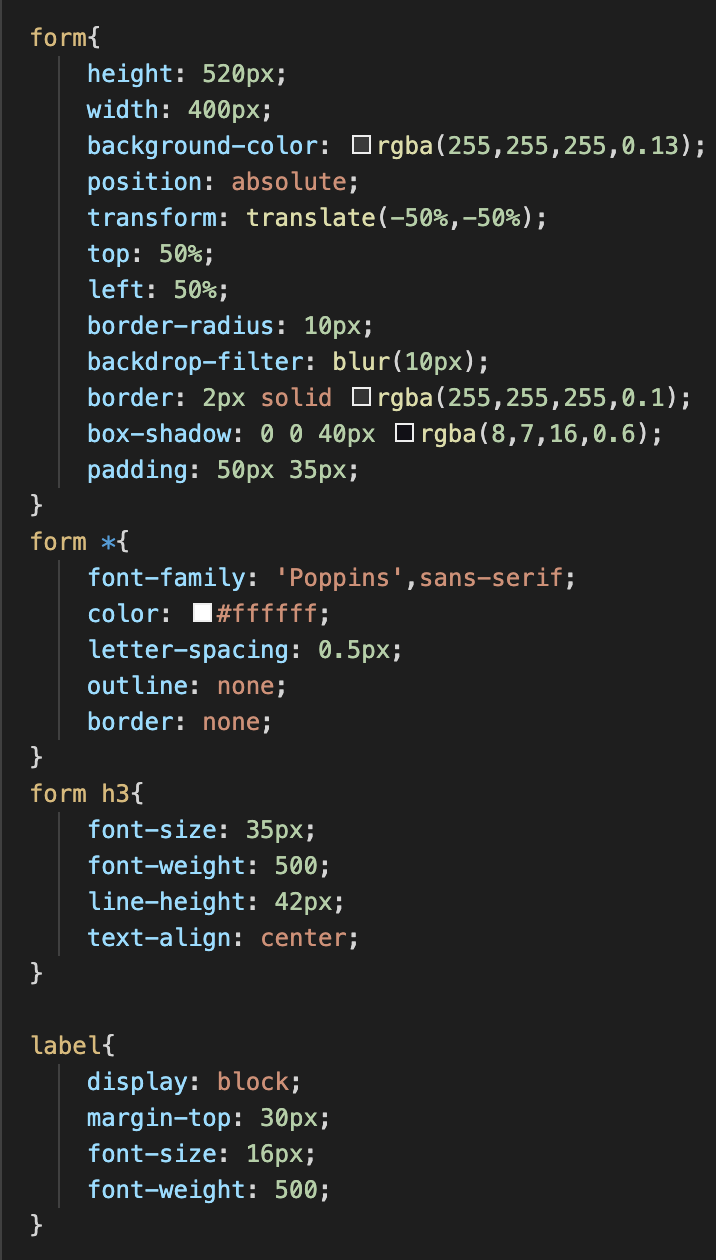 form{
    height: 520px;
    width: 400px;
    background-color: rgba(255,255,255,0.13);
    position: absolute;
    transform: translate(-50%,-50%);
    top: 50%;
    left: 50%;
    border-radius: 10px;
    backdrop-filter: blur(10px);
    border: 2px solid rgba(255,255,255,0.1);
    box-shadow: 0 0 40px rgba(8,7,16,0.6);
    padding: 50px 35px;
}
form *{
    font-family: 'Poppins',sans-serif;
    color: #ffffff;
    letter-spacing: 0.5px;
    outline: none;
    border: none;
}
form h3{
    font-size: 35px;
    font-weight: 500;
    line-height: 42px;
    text-align: center;
}

label{
    display: block;
    margin-top: 30px;
    font-size: 16px;
    font-weight: 500;
}